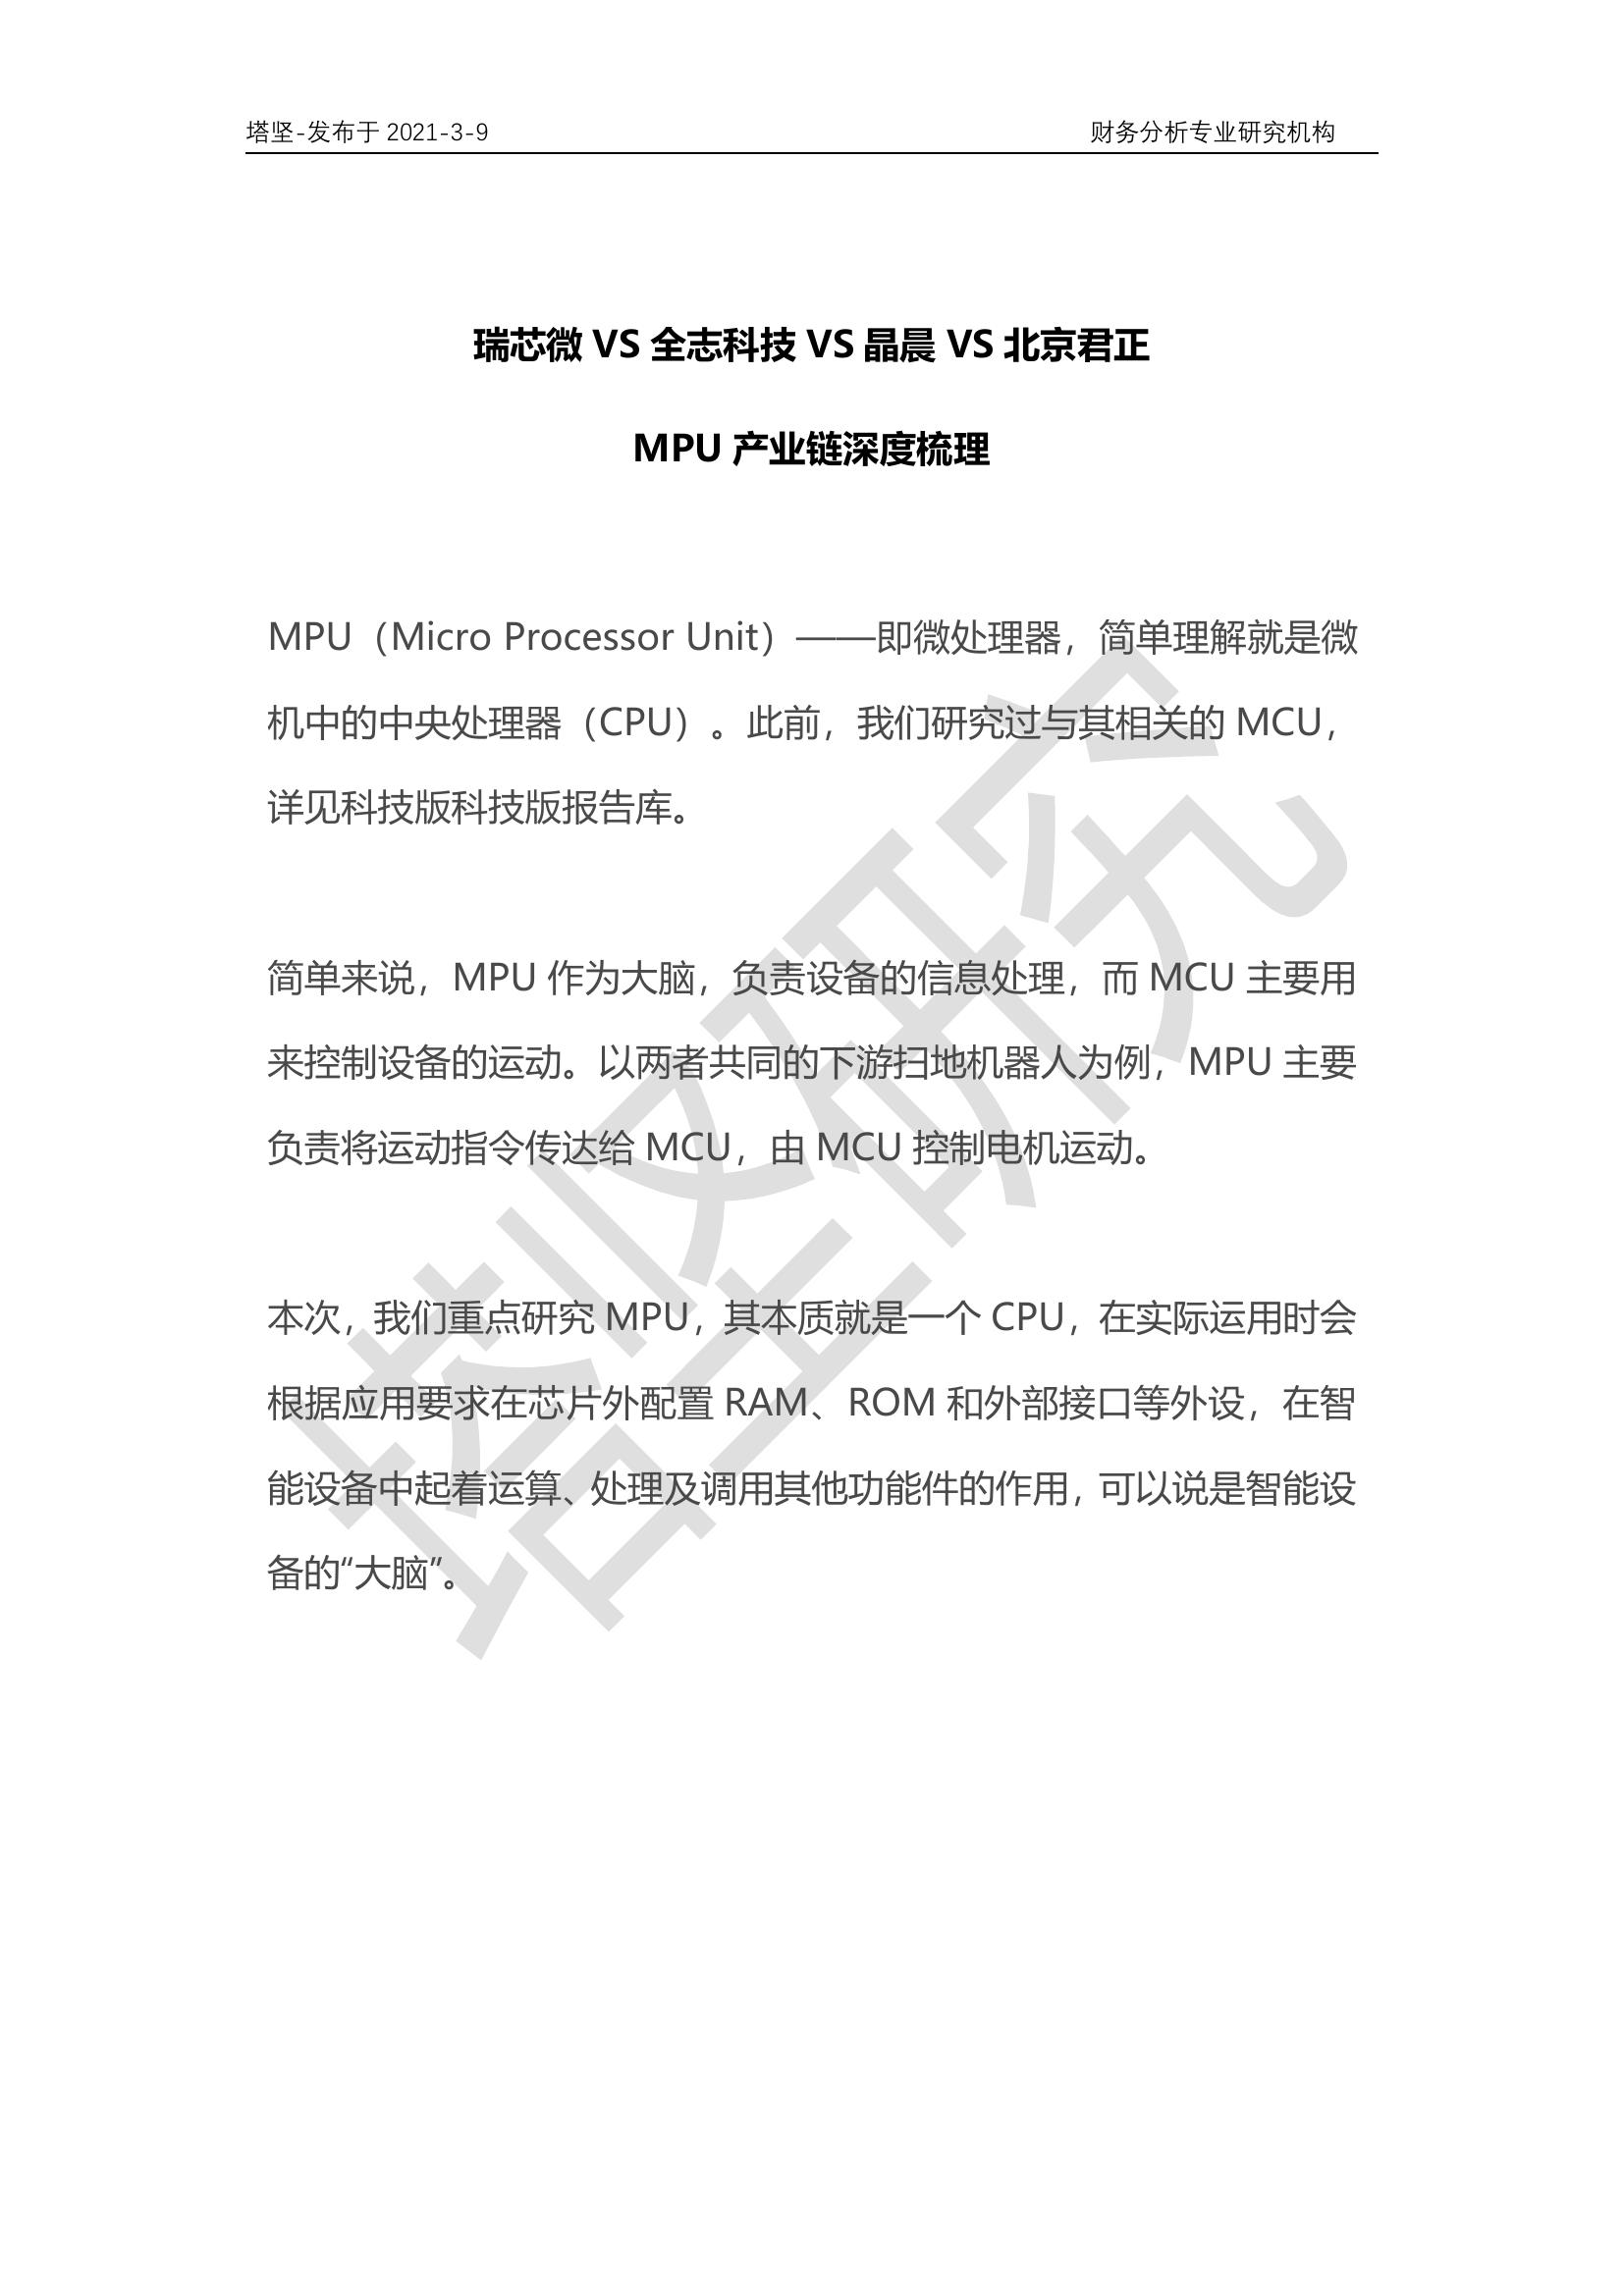 塔坚-发布于 2021-3-9 财务分析专业研究机构
瑞芯微 VS 全志科技 VS 晶晨 VS 北京君正
MPU 产业链深度梳理
MPU（Micro Processor Unit）——即微处理器，简单理解就是微
机中的中央处理器（CPU）。此前，我们研究过与其相关的 MCU，
详见科技版科技版报告库。
简单来说，MPU 作为大脑，负责设备的信息处理，而 MCU 主要用
来控制设备的运动。以两者共同的下游扫地机器人为例，MPU 主要
负责将运动指令传达给 MCU，由 MCU 控制电机运动。
本次，我们重点研究 MPU，其本质就是一个 CPU，在实际运用时会
根据应用要求在芯片外配置 RAM、ROM 和外部接口等外设，在智
能设备中起着运算、处理及调用其他功能件的作用，可以说是智能设
备的“大脑”。
塔坚研究